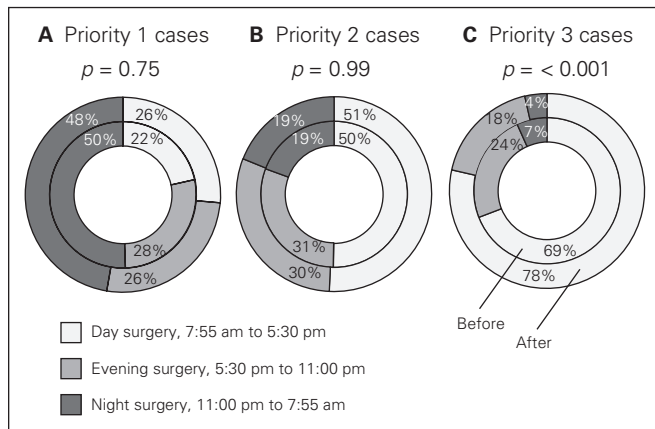 A Priority 1 cases
p = 0.75
48%
26%
50%
22%
28%
26%
B Priority 2 cases
p = 0.99
19%
51%
19%
50%
31%
30%
C Priority 3 cases
p = < 0.001
4%
18%
7%
24%
69%
78%
Before
After
Day surgery, 7:55 am to 5:30 pm
Evening surgery, 5:30 pm to 11:00 pm
Night surgery, 11:00 pm to 7:55 am